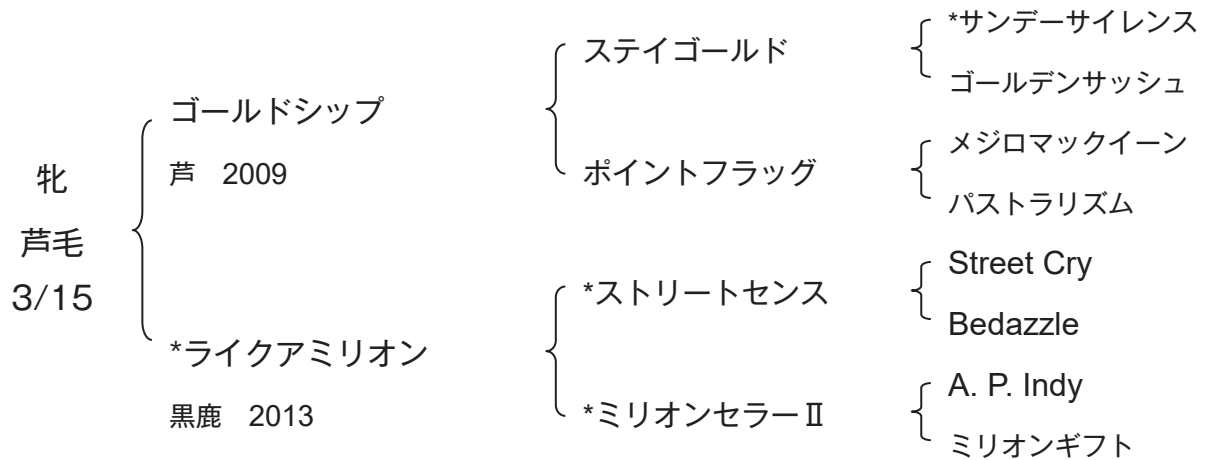 牝
芦毛
3/15
ゴールドシップ
芦 2009
*ライクアミリオン
黒鹿 2013
ステイゴールド
ポイントフラッグ
*ストリートセンス
*ミリオンセラーⅡ
*サンデーサイレンス
ゴールデンサッシュ
メジロマックイーン
パストラリズム
Street Cry
Bedazzle
A. P. Indy
ミリオンギフト